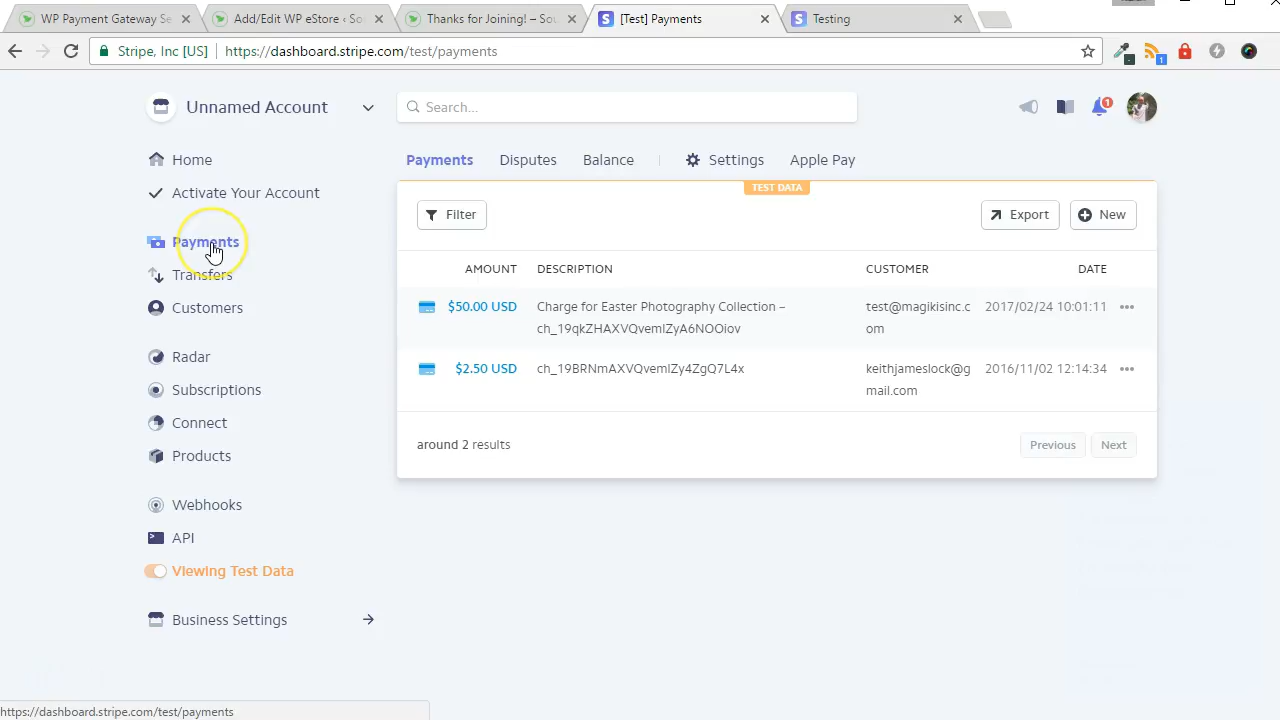 WP Payment Gateway Se
Add/Edit WP eStore ‹ So
Thanks for Joining! – Sou
[Test] Payments
Testing
Stripe, Inc [US]
https://dashboard.stripe.com/test/payments
1
Unnamed Account
Search...
1
Home
Activate Your Account
Payments
Transfers
Customers
Radar
Subscriptions
Connect
Products
Webhooks
API
Viewing Test Data
Business Settings
Payments
Disputes
Balance
Settings
Apple Pay
TEST DATA
Filter
Export
New
AMOUNT DESCRIPTION CUSTOMER DATE
$50.00 USD Charge for Easter Photography Collection – test@magikisinc.c 2017/02/24 10:01:11
ch_19qkZHAXVQvemlZyA6NOOiov om
$2.50 USD ch_19BRNmAXVQvemlZy4ZgQ7L4x keithjameslock@g 2016/11/02 12:14:34
mail.com
around 2 results
Previous
Next
https://dashboard.stripe.com/test/payments